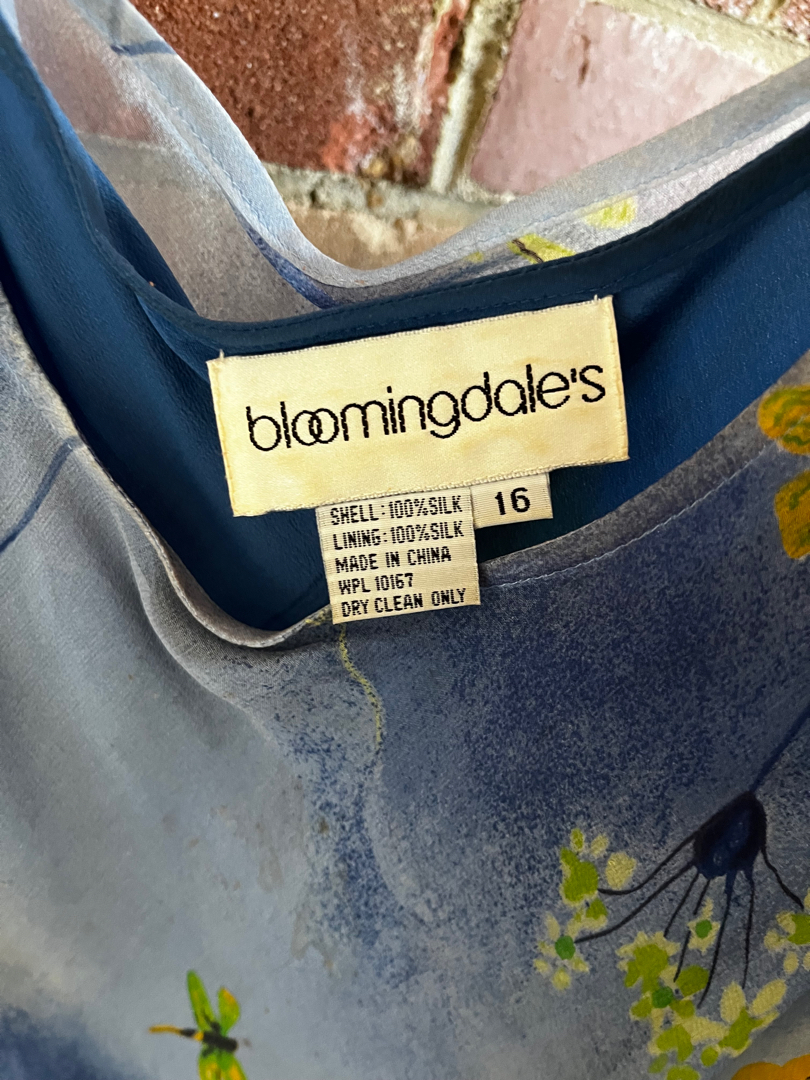 bloomingdale's
16
SHELL:100%SILK
LINING:100%SILK
MADE IN CHINA
WPL 10167
DRY CLEAN ONLY